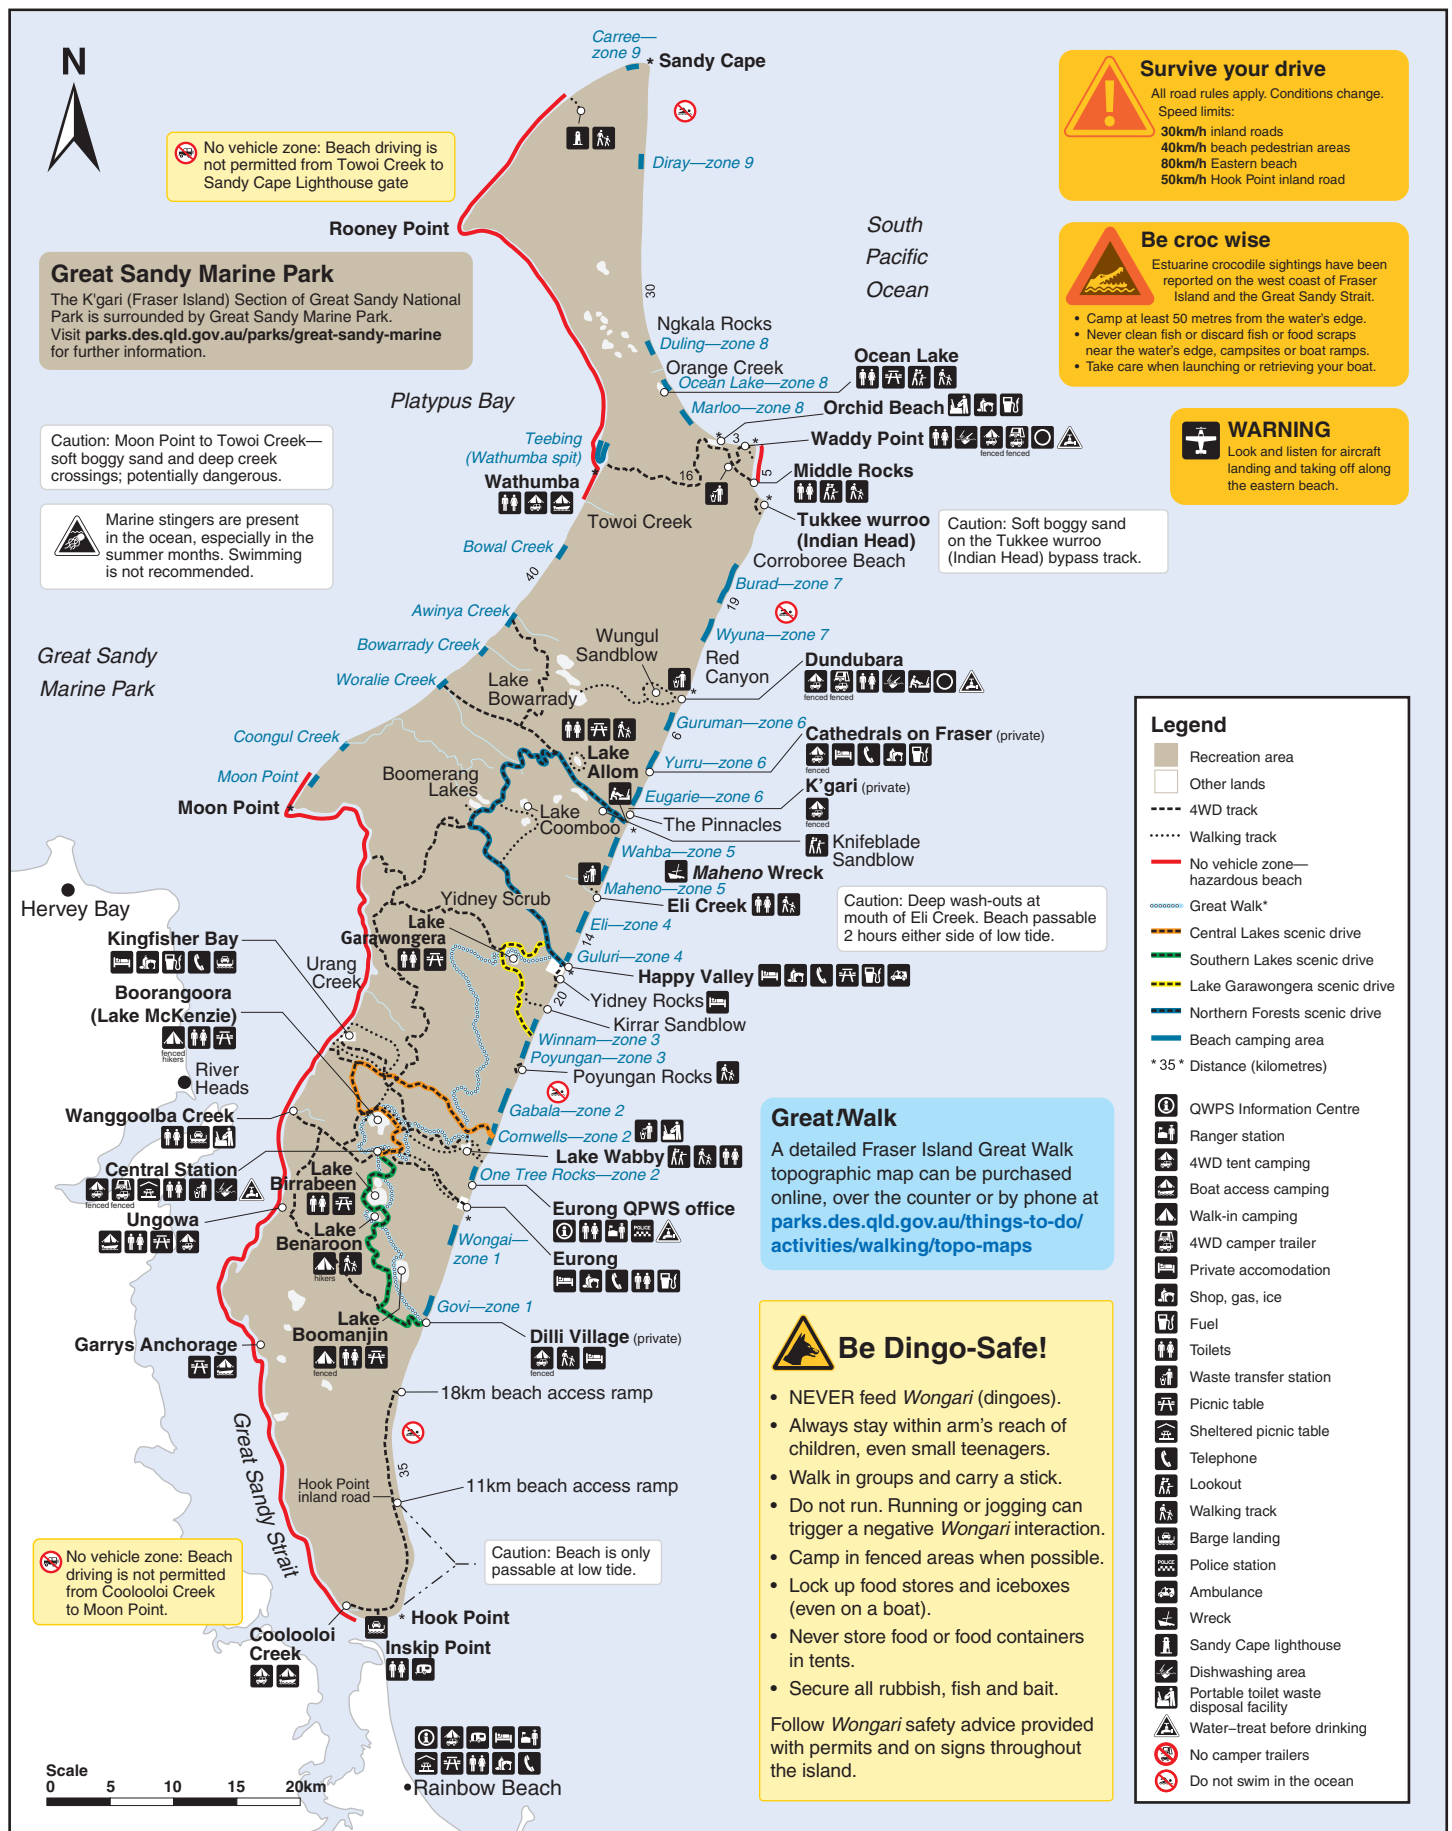 N
Carree—
zone 9
* Sandy Cape
No vehicle zone: Beach driving is
not permitted from Towoi Creek to
Sandy Cape Lighthouse gate
Diray—zone 9
Rooney Point
South
Pacific
Ocean
Great Sandy Marine Park
The K'gari (Fraser Island) Section of Great Sandy National
Park is surrounded by Great Sandy Marine Park.
Visit parks.des.qld.gov.au/parks/great-sandy-marine
for further information.
Survive your drive
All road rules apply. Conditions change.
Speed limits:
30km/h inland roads
40km/h beach pedestrian areas
80km/h Eastern beach
50km/h Hook Point inland road
Be croc wise
Estuarine crocodile sightings have been
reported on the west coast of Fraser
Island and the Great Sandy Strait.
• Camp at least 50 metres from the water's edge.
• Never clean fish or discard fish or food scraps
near the water's edge, campsites or boat ramps.
• Take care when launching or retrieving your boat.
WARNING
Look and listen for aircraft
landing and taking off along
the eastern beach.
30
Ngkala Rocks
Duling—zone 8
Orange Creek
Ocean Lake—zone 8
Ocean Lake
Marloo—zone 8
Orchid Beach
Platypus Bay
Caution: Moon Point to Towoi Creek—
soft boggy sand and deep creek
crossings; potentially dangerous.
Teebing
(Wathumba spit)
Wathumba
* 3 *
Waddy Point
fenced fenced
16
5
Middle Rocks
Marine stingers are present
in the ocean, especially in the
summer months. Swimming
is not recommended.
Towoi Creek
Tukkee wurroo
(Indian Head)
Caution: Soft boggy sand
on the Tukkee wurroo
(Indian Head) bypass track.
Bowal Creek
Corroboree Beach
40
Burad—zone 7
19
Awinya Creek
Bowarrady Creek
Wungul
Sandblow
Wyuna—zone 7
Great Sandy
Marine Park
Red
Canyon
Dundubara
fenced fenced
Woralie Creek
Lake
Bowarrady
Guruman—zone 6
6
Coongul Creek
Cathedrals on Fraser (private)
fenced
Lake
Allom
Yurru—zone 6
Moon Point
Boomerang
Lakes
K'gari (private)
fenced
Eugarie—zone 6
Moon Point *
Lake
Coomboo
The Pinnacles
Knifeblade
Sandblow
Wahba—zone 5
Maheno Wreck
Hervey Bay
Maheno—zone 5
Yidney Scrub
Eli Creek
Caution: Deep wash-outs at
mouth of Eli Creek. Beach passable
2 hours either side of low tide.
Lake
Garawongera
Eli—zone 4
14
Kingfisher Bay
Guluri—zone 4
Urang
Creek
Happy Valley
Boorangoora
(Lake McKenzie)
fenced
hikers
20
Yidney Rocks
Kirrar Sandblow
Winnam—zone 3
Poyungan—zone 3
River
Heads
Poyungan Rocks
Wanggoolba Creek
Gabala—zone 2
Cornwells—zone 2
Central Station
fenced fenced
Lake
Birrabeen
Lake Wabby
One Tree Rocks—zone 2
Ungowa
Lake
Benaroon
hikers
Eurong QPWS office
POLICE
Wongai—
zone 1
Eurong
Govi—zone 1
Lake
Boomanjin
fenced
Dilli Village (private)
fenced
Garrys Anchorage
18km beach access ramp
Great Sandy Strait
35
Hook Point
inland road
11km beach access ramp
No vehicle zone: Beach
driving is not permitted
from Coolooloi Creek
to Moon Point.
Caution: Beach is only
passable at low tide.
* Hook Point
Coolooloi
Creek
Inskip Point
Rainbow Beach
Scale
0 5 10 15 20km
Great!Walk
A detailed Fraser Island Great Walk
topographic map can be purchased
online, over the counter or by phone at
parks.des.qld.gov.au/things-to-do/
activities/walking/topo-maps
Be Dingo-Safe!
• NEVER feed Wongari (dingoes).
• Always stay within arm's reach of
children, even small teenagers.
• Walk in groups and carry a stick.
• Do not run. Running or jogging can
trigger a negative Wongari interaction.
• Camp in fenced areas when possible.
• Lock up food stores and iceboxes
(even on a boat).
• Never store food or food containers
in tents.
• Secure all rubbish, fish and bait.
Follow Wongari safety advice provided
with permits and on signs throughout
the island.
Legend
Recreation area
Other lands
4WD track
Walking track
No vehicle zone—
hazardous beach
Great Walk*
Central Lakes scenic drive
Southern Lakes scenic drive
Lake Garawongera scenic drive
Northern Forests scenic drive
Beach camping area
* 35 * Distance (kilometres)
QWPS Information Centre
Ranger station
4WD tent camping
Boat access camping
Walk-in camping
4WD camper trailer
Private accomodation
Shop, gas, ice
Fuel
Toilets
Waste transfer station
Picnic table
Sheltered picnic table
Telephone
Lookout
Walking track
Barge landing
POLICE Police station
Ambulance
Wreck
Sandy Cape lighthouse
Dishwashing area
Portable toilet waste
disposal facility
Water–treat before drinking
No camper trailers
Do not swim in the ocean